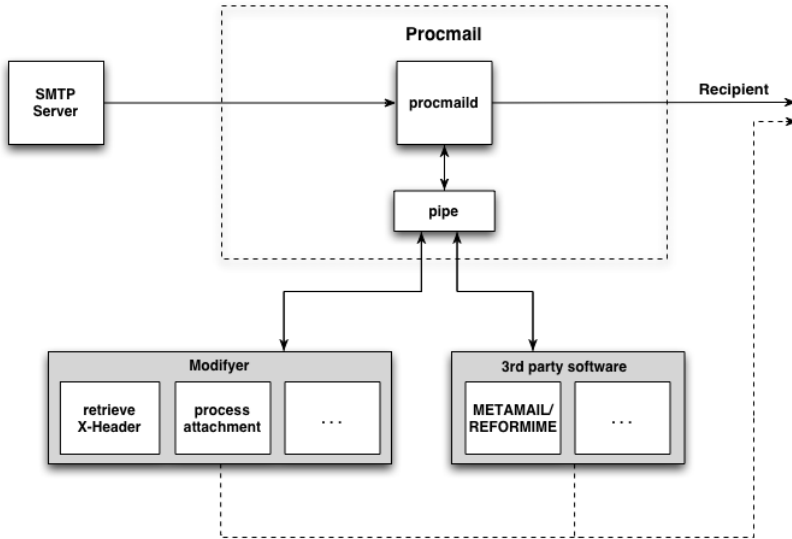 Procmail
SMTP
Server
procmaild
Recipient
pipe
Modifyer
retrieve
X-Header
process
attachment
...
3rd party software
METAMAIL/
REFORMIME
...